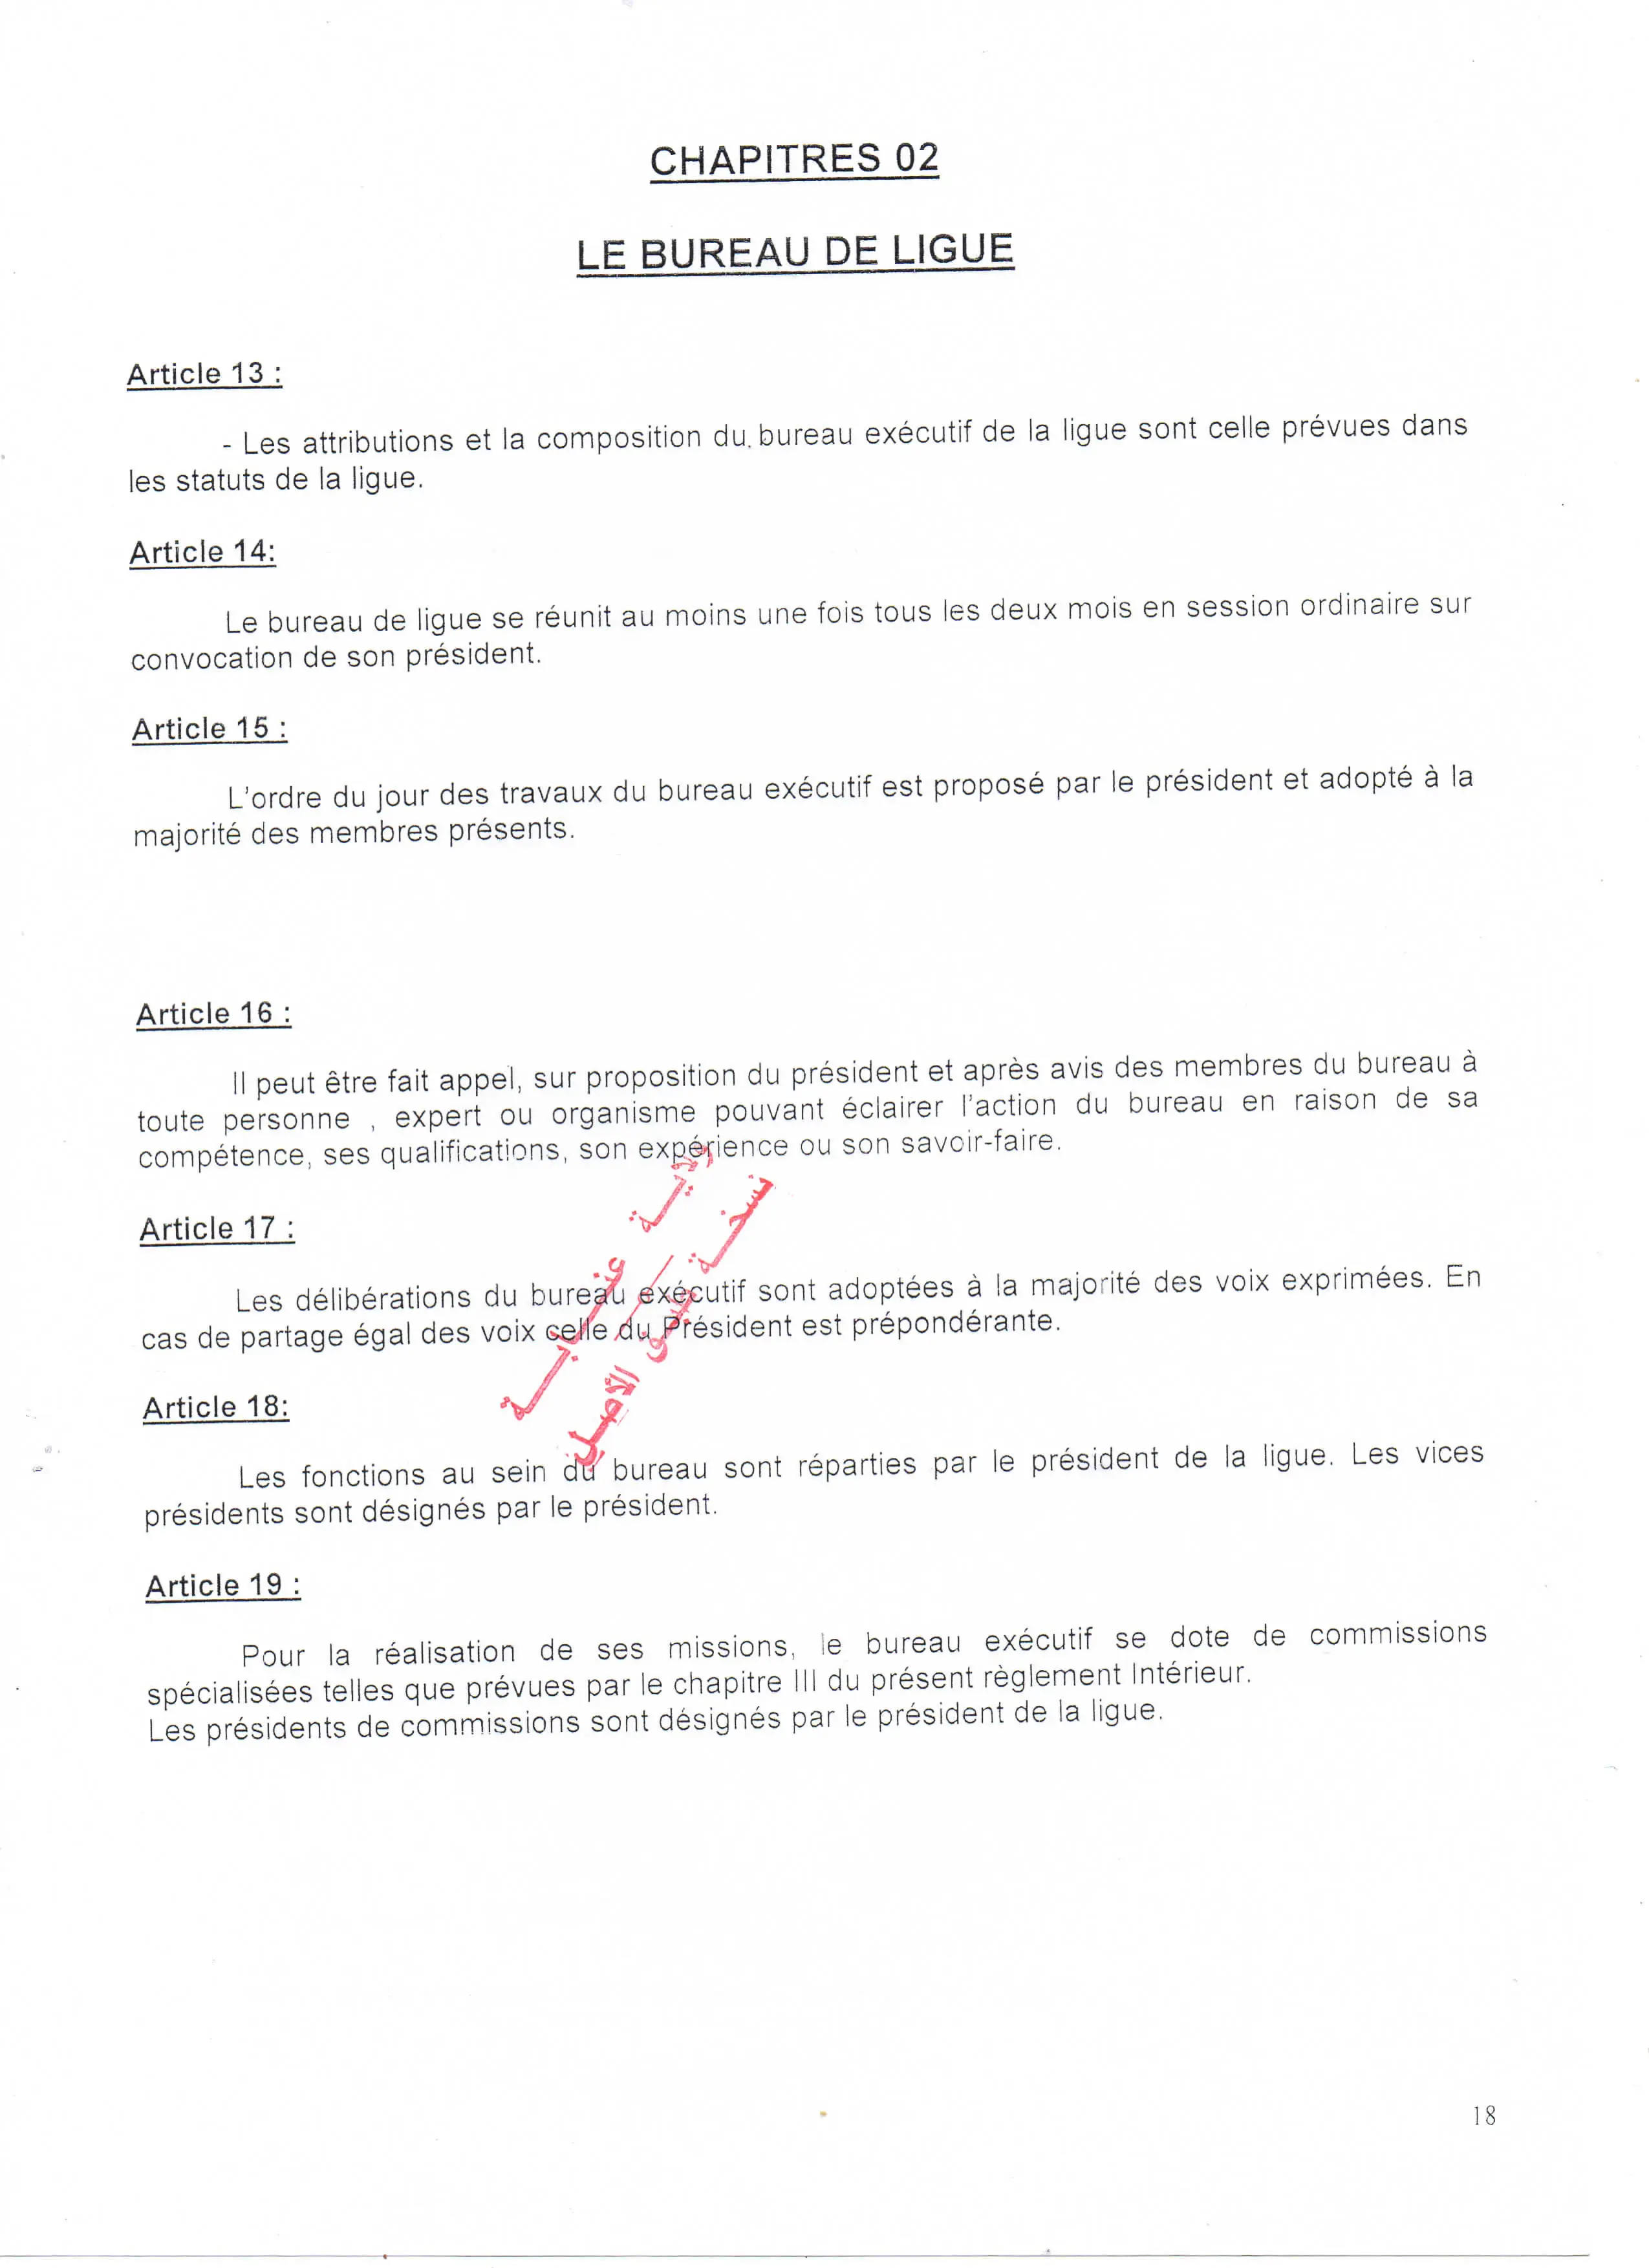 CHAPITRES 02
LE BUREAU DE LIGUE
Article 13 :
- Les attributions et la composition du. bureau exécutif de la ligue sont celle prévues dans
les statuts de la ligue.
Article 14:
Le bureau de ligue se réunit au moins une fois tous les deux mois en session ordinaire sur
convocation de son président.
Article 15 :
L'ordre du jour des travaux du bureau exécutif est proposé par le président et adopté à la
majorité des membres présents.
Article 16 :
Il peut être fait appel, sur proposition du président et après avis des membres du bureau à
toute personne , expert ou organisme pouvant éclairer l'action du bureau en raison de sa
compétence, ses qualifications, son expérience ou son savoir-faire.
ولايـة عنـابـة
نسخـة طبق الأصل
Article 17 :
Les délibérations du bureau exécutif sont adoptées à la majorité des voix exprimées. En
cas de partage égal des voix celle du Président est prépondérante.
Article 18:
Les fonctions au sein du bureau sont réparties par le président de la ligue. Les vices
présidents sont désignés par le président.
Article 19 :
Pour la réalisation de ses missions, le bureau exécutif se dote de commissions
spécialisées telles que prévues par le chapitre III du présent règlement Intérieur.
Les présidents de commissions sont désignés par le président de la ligue.
18